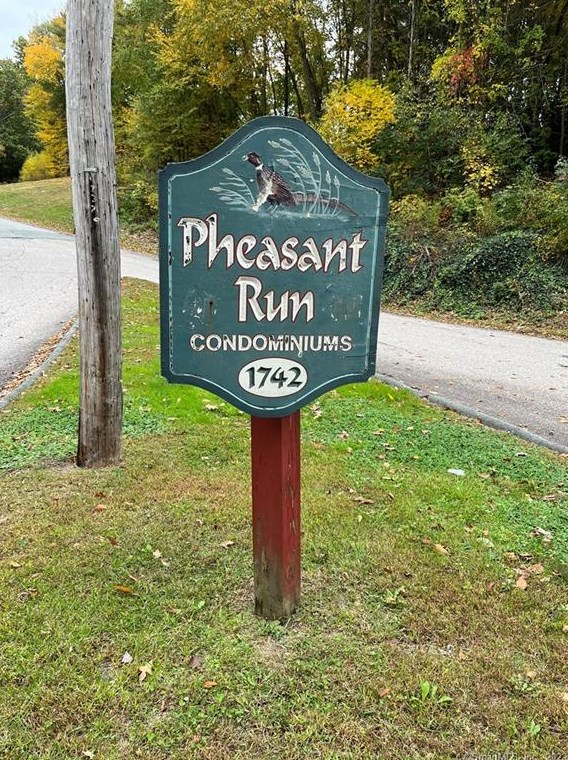 Pheasant
Run
CONDOMINIUMS
1742